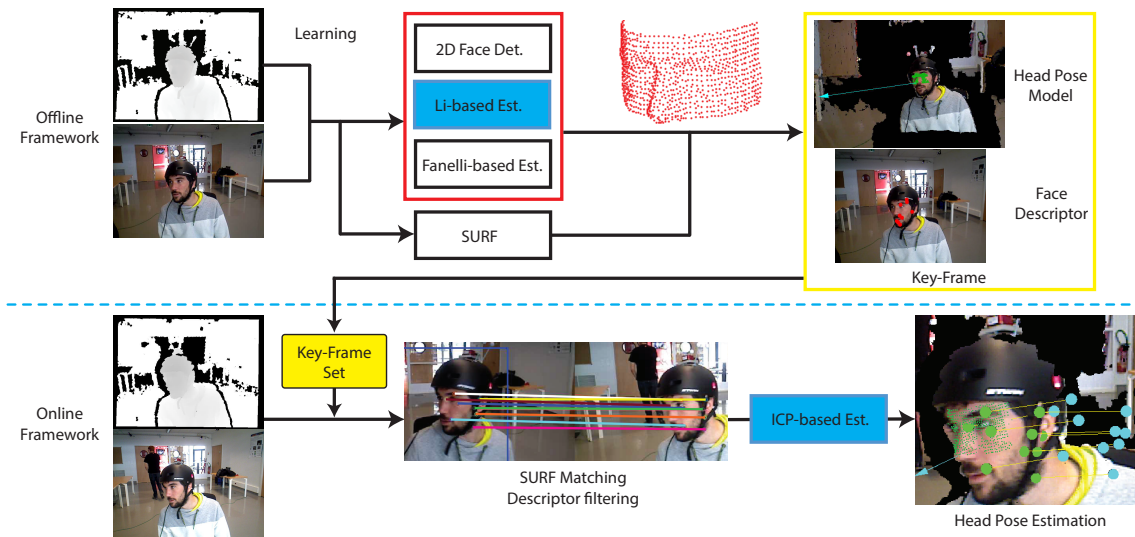 Learning
Offline
Framework
2D Face Det.
Li-based Est.
Fanelli-based Est.
SURF
Head Pose
Model
Face
Descriptor
Key-Frame
Online
Framework
Key-Frame
Set
SURF Matching
Descriptor filtering
ICP-based Est.
Head Pose Estimation